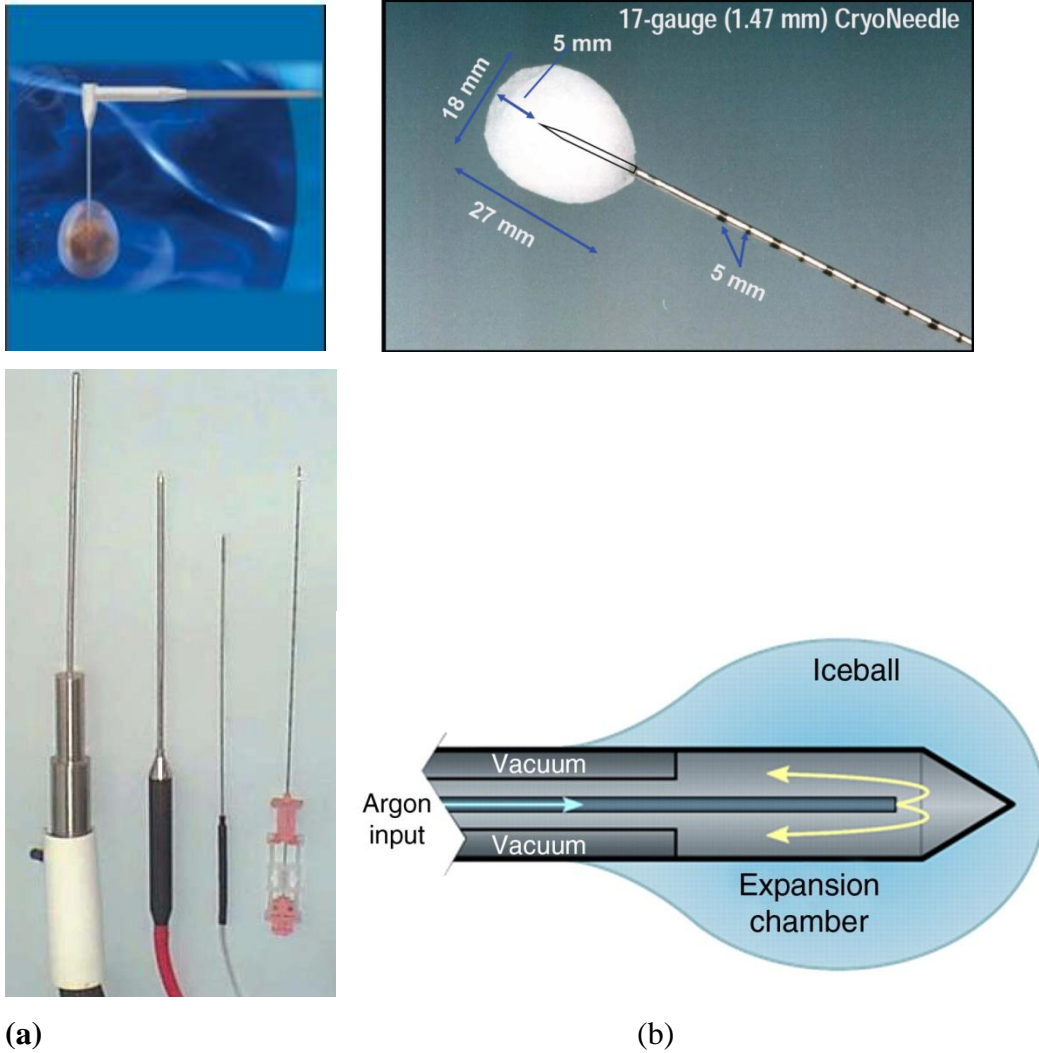 17-gauge (1.47 mm) CryoNeedle
5 mm
18 mm
27 mm
5 mm
Iceball
Vacuum
Argon
input
Vacuum
Expansion
chamber
(a)
(b)